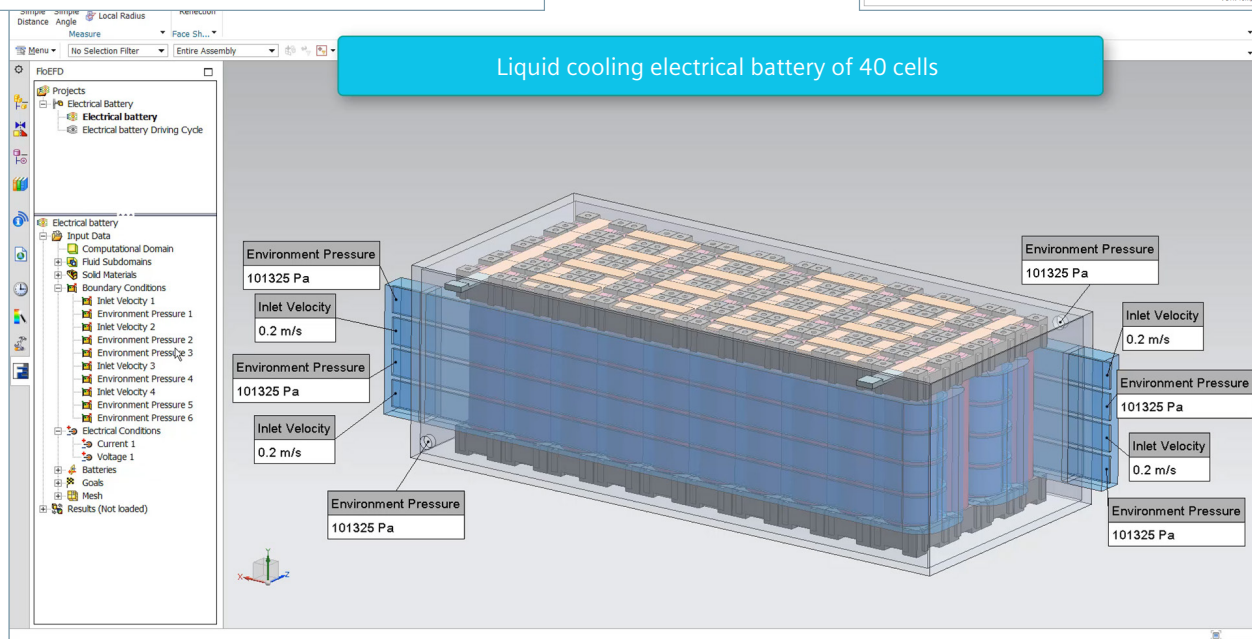 Simple Simple Local Radius Reflection
Distance Angle
Measure Face Sh...
Menu No Selection Filter Entire Assembly
Liquid cooling electrical battery of 40 cells
FloEFD
Projects
Electrical Battery
Electrical battery
Electrical battery Driving Cycle
Electrical battery
Input Data
Computational Domain
Fluid Subdomains
Solid Materials
Boundary Conditions
Inlet Velocity 1
Environment Pressure 1
Inlet Velocity 2
Environment Pressure 2
Environment Pressure 3
Inlet Velocity 3
Environment Pressure 4
Inlet Velocity 4
Environment Pressure 5
Environment Pressure 6
Electrical Conditions
Current 1
Voltage 1
Batteries
Goals
Mesh
Results (Not loaded)
Environment Pressure
101325 Pa
Inlet Velocity
0.2 m/s
Environment Pressure
101325 Pa
Inlet Velocity
0.2 m/s
Environment Pressure
101325 Pa
Environment Pressure
101325 Pa
Inlet Velocity
0.2 m/s
Environment Pressure
101325 Pa
Inlet Velocity
0.2 m/s
Environment Pressure
101325 Pa
X
Y
Z